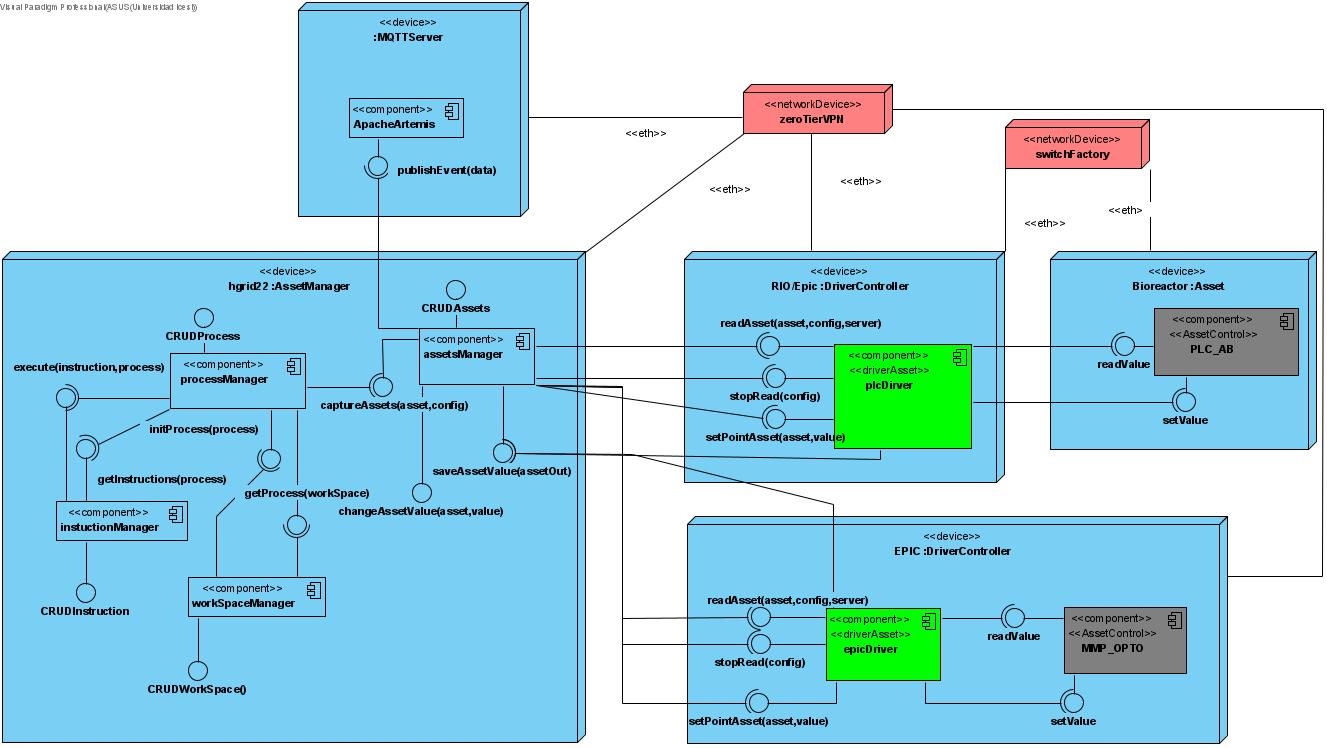 Visual Paradigm Professional(ASUS(Universidad Icesi))
<<device>>
:MQTTServer
<<component>>
ApacheArtemis
publishEvent(data)
<<networkDevice>>
zeroTierVPN
<<networkDevice>>
switchFactory
<<eth>>
<<eth>>
<<eth>>
<<eth>>
<<eth>
<<device>>
hgrid22 :AssetManager
CRUDAssets
CRUDProcess
<<component>>
assetsManager
<<component>>
processManager
execute(instruction,process)
captureAssets(asset,config)
initProcess(process)
getInstructions(process)
saveAssetValue(assetOut)
getProcess(workSpace)
changeAssetValue(asset,value)
<<component>>
instuctionManager
<<component>>
workSpaceManager
CRUDInstruction
CRUDWorkSpace()
<<device>>
RIO/Epic :DriverController
readAsset(asset,config,server)
<<component>>
<<driverAsset>>
plcDirver
stopRead(config)
setPointAsset(asset,value)
<<device>>
Bioreactor :Asset
<<component>>
<<AssetControl>>
PLC_AB
readValue
setValue
<<device>>
EPIC :DriverController
readAsset(asset,config,server)
<<component>>
<<driverAsset>>
epicDriver
stopRead(config)
setPointAsset(asset,value)
readValue
<<component>>
<<AssetControl>>
MMP_OPTO
setValue